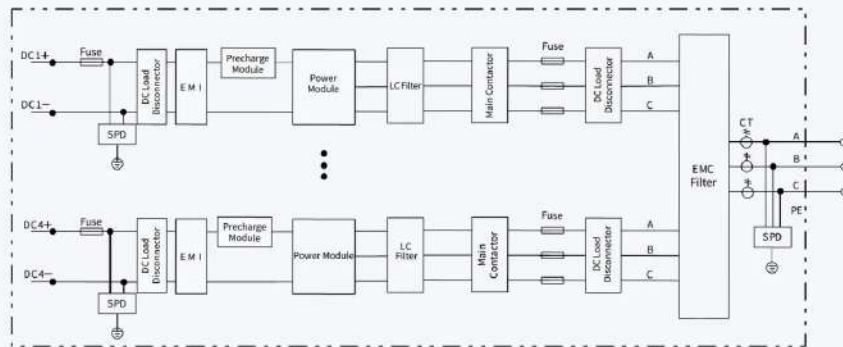 DC1+
Fuse
DC1−
SPD
DC Load
Disconnector
EMI
Precharge
Module
Power
Module
LC Filter
Main Contactor
Fuse
DC Load
Disconnector
A
B
C
DC4+
Fuse
DC4−
SPD
DC Load
Disconnector
EMI
Precharge
Module
Power Module
LC
Filter
Main
Contactor
Fuse
DC Load
Disconnector
A
B
C
EMC
Filter
CT
A
B
C
PE
SPD